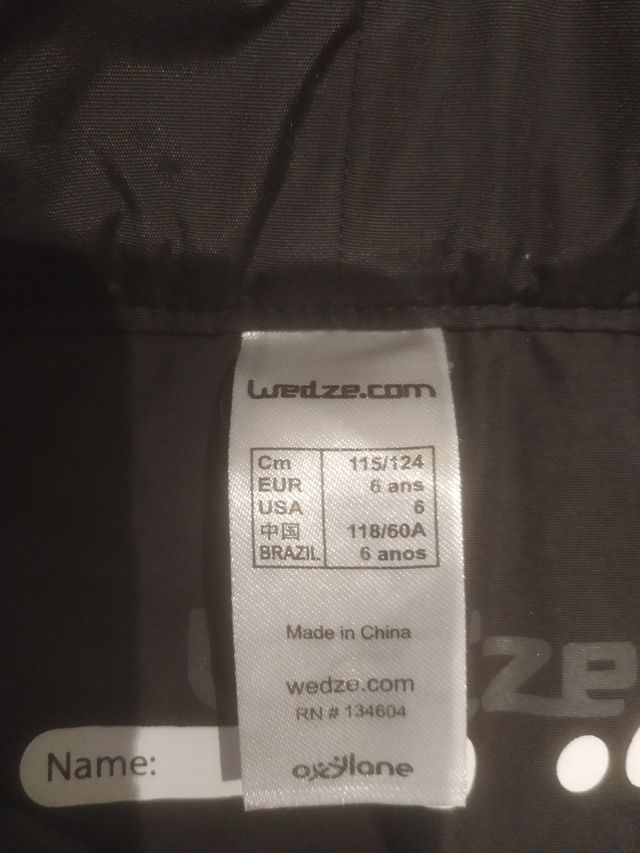 wedze.com
Cm 115/124
EUR 6 ans
USA 6
中国 118/60A
BRAZIL 6 anos
Made in China
wedze.com
RN # 134604
Name:
oxylane